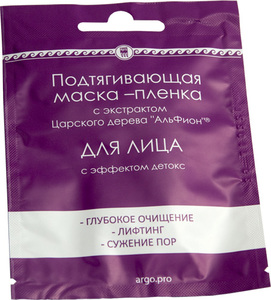 Подтягивающая
маска –пленка
с экстрактом
Царского дерева "АльФион"®
ДЛЯ ЛИЦА
с эффектом детокс
- ГЛУБОКОЕ ОЧИЩЕНИЕ
- ЛИФТИНГ
- СУЖЕНИЕ ПОР
argo.pro